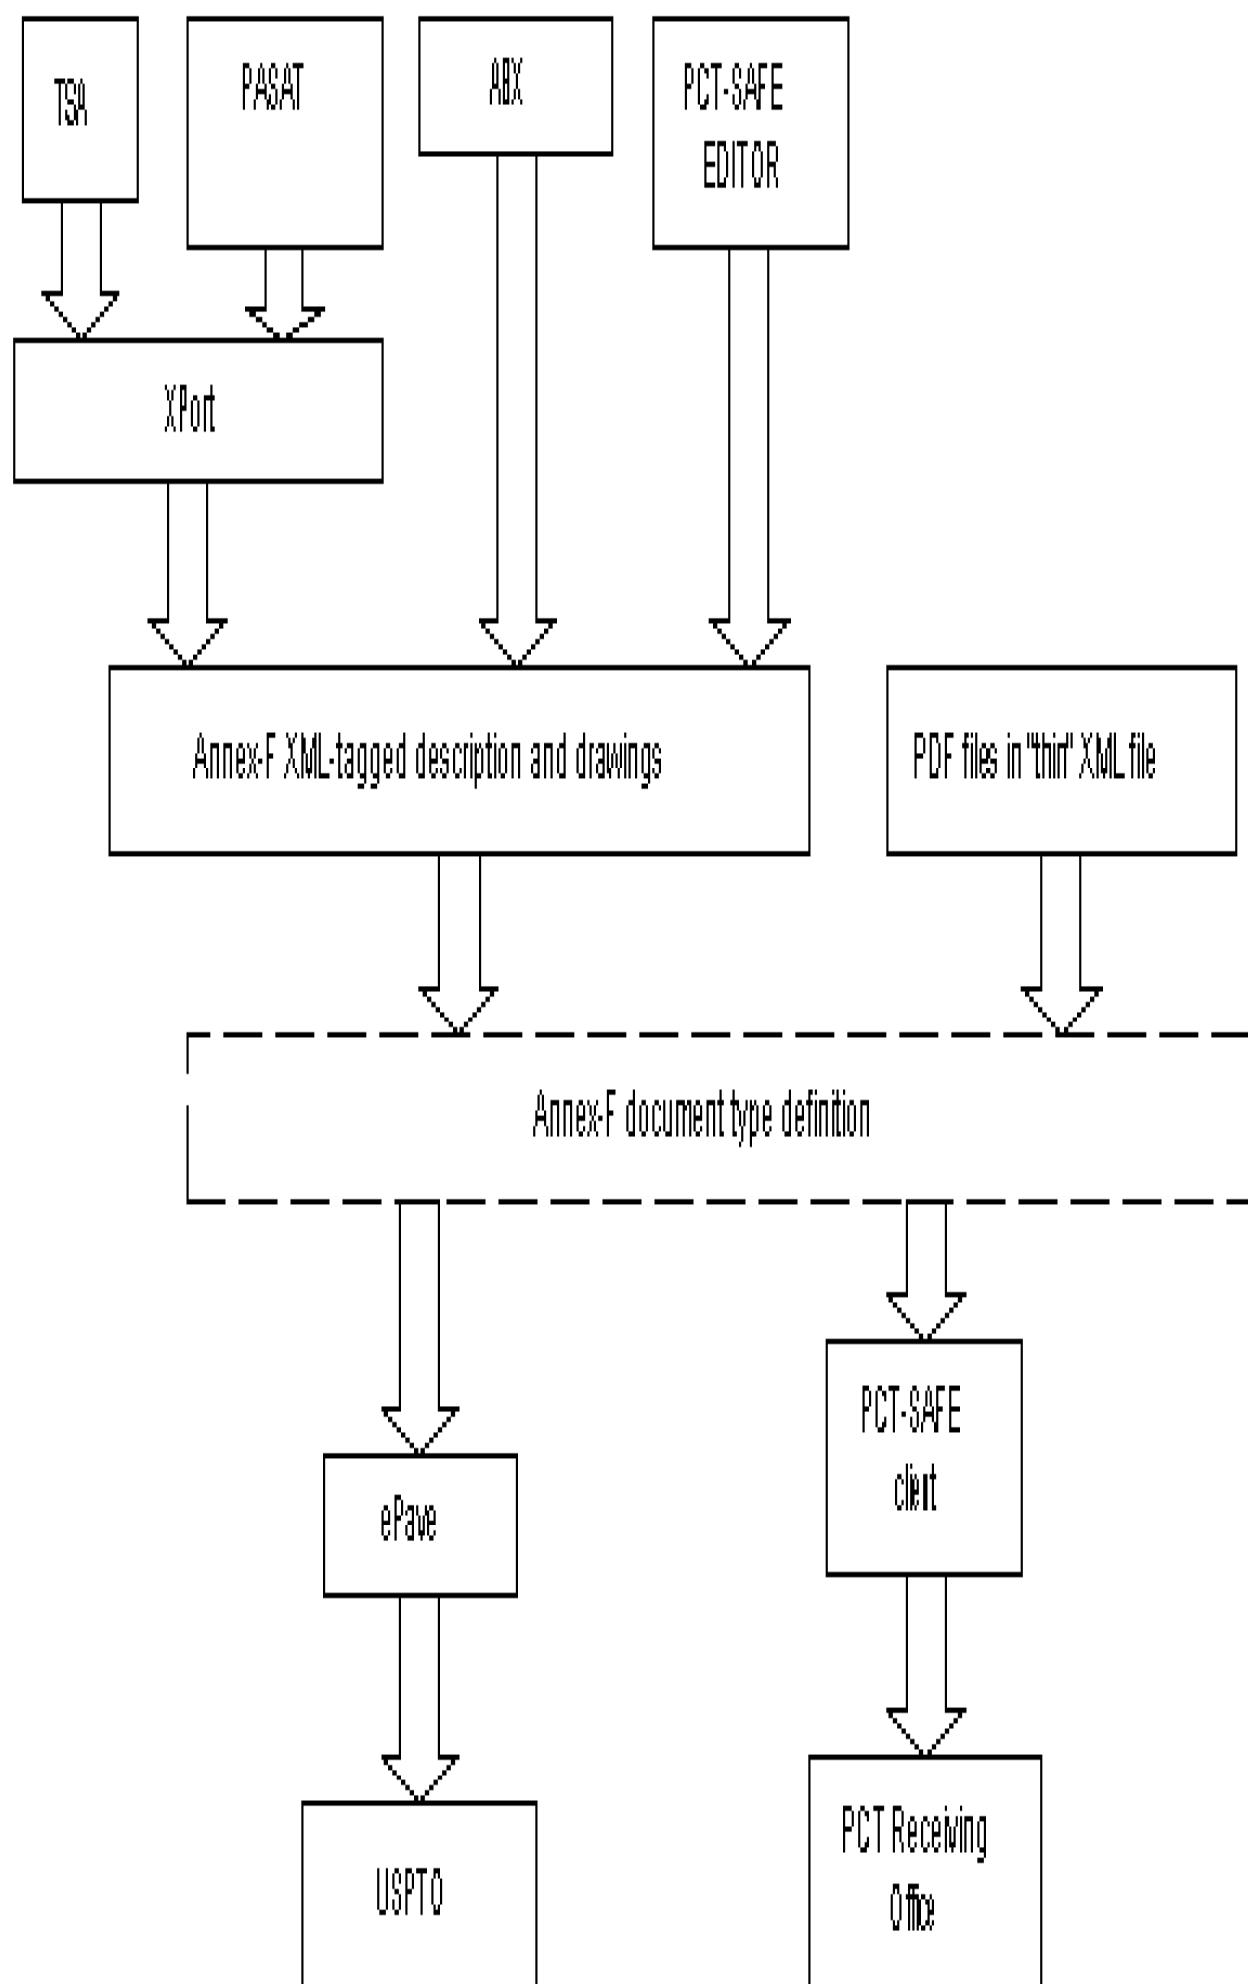 TSA
PASAT
ABX
PCT-SAFE
EDITOR
XPort
Annex-F XML-tagged description and drawings
PDF files in "thin" XML file
Annex-F document type definition
PCT-SAFE
client
ePave
PCT Receiving
Office
USPTO